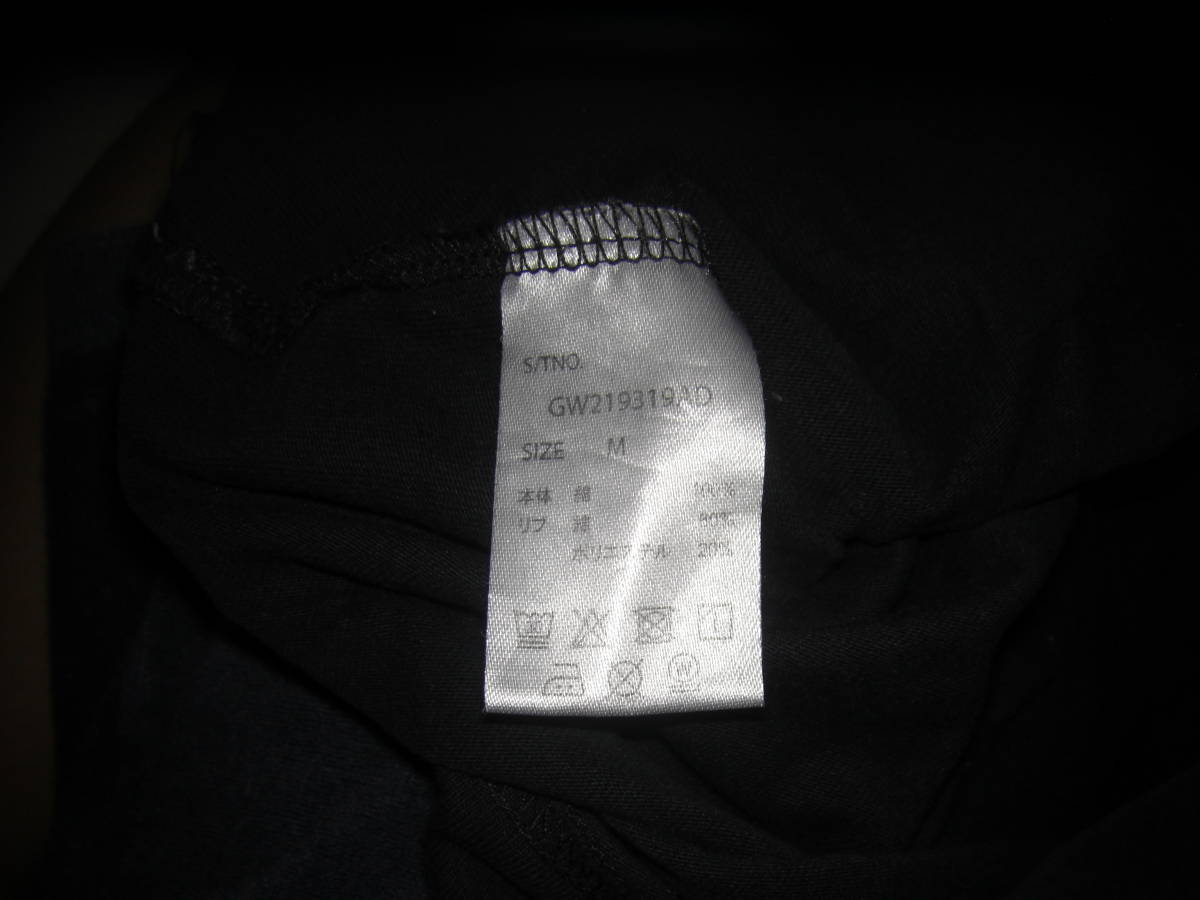 S/TNO.
GW219319AD
SIZE M
本体 綿 100%
リブ 綿 80%
ポリエステル 20%
W